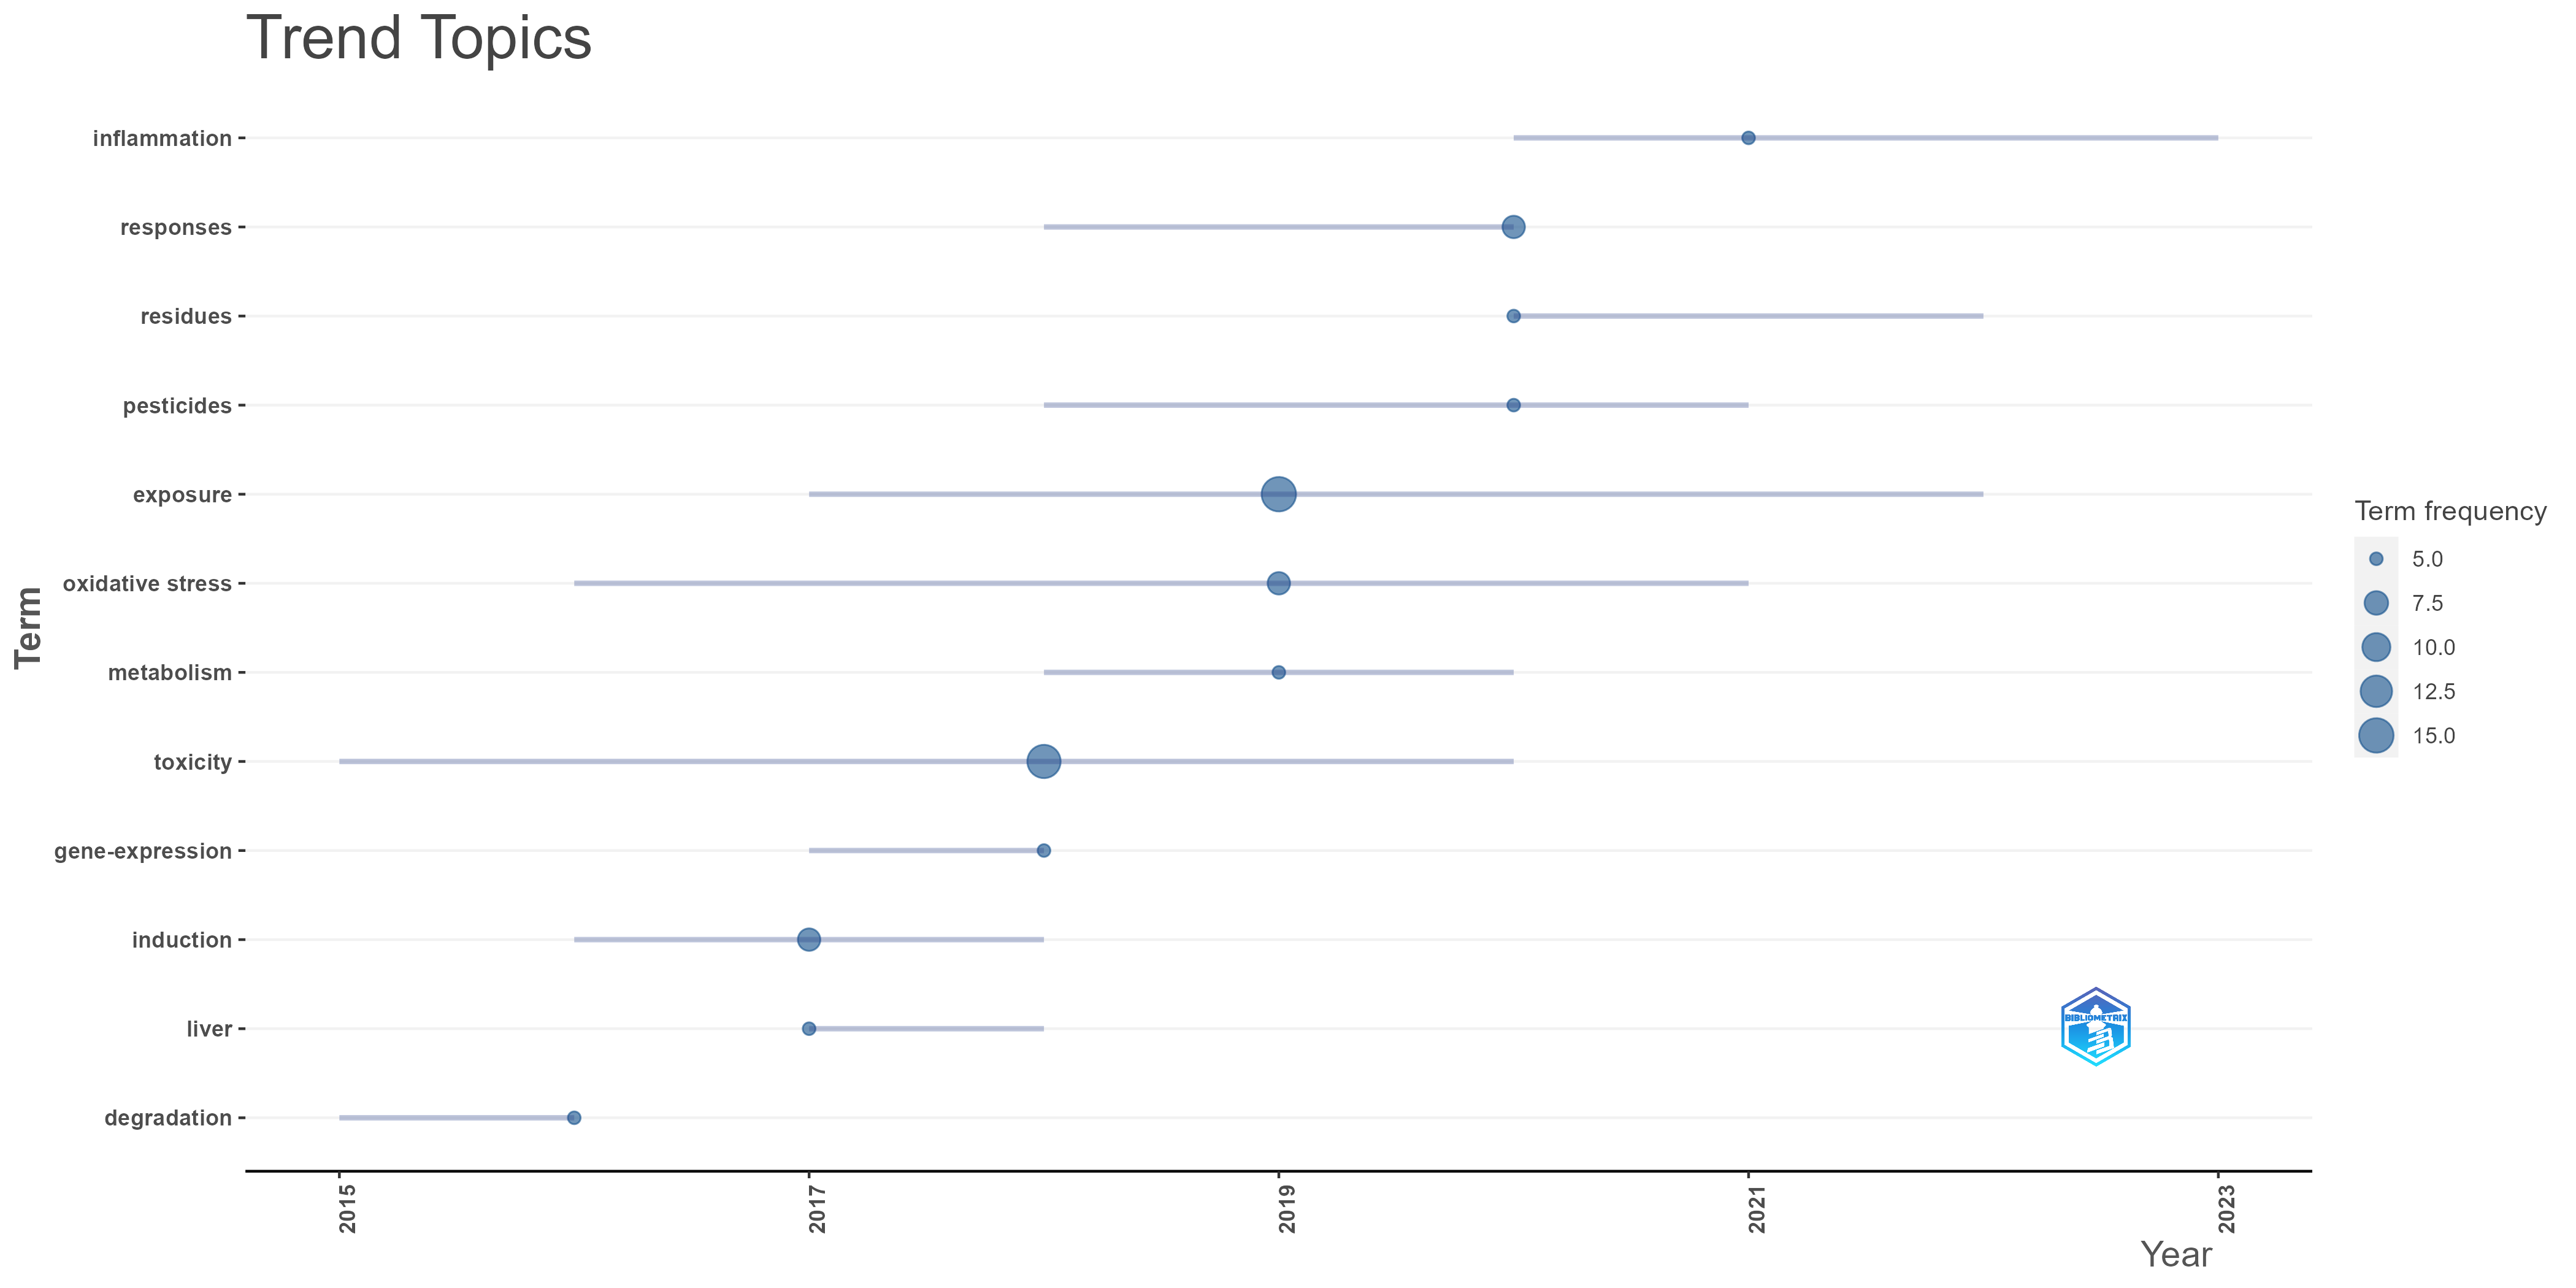 Trend Topics
inflammation
responses
residues
pesticides
exposure
oxidative stress
metabolism
toxicity
gene-expression
induction
liver
degradation
Term
2015
2017
2019
2021
2023
Year
Term frequency
5.0
7.5
10.0
12.5
15.0
BIBLIOMETRIX